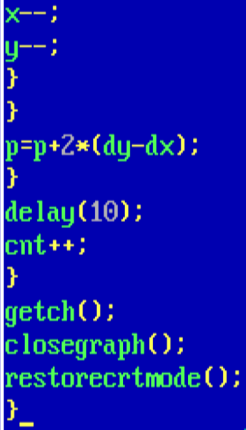 x--;
y--;
}
}
p=p+2*(dy-dx);
}
delay(10);
cnt++;
}
getch();
closegraph();
restorecrtmode();
}